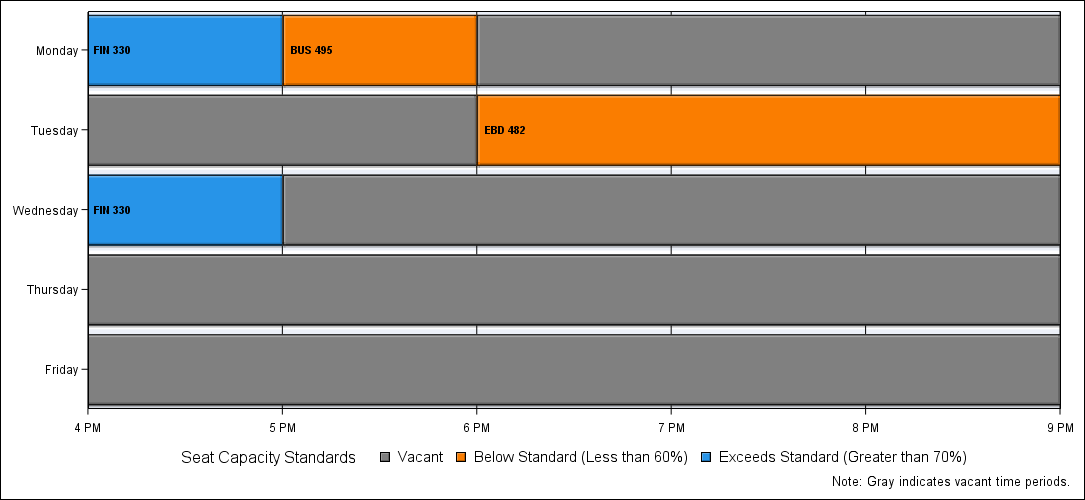 Monday FIN 330 BUS 495
Tuesday EBD 482
Wednesday FIN 330
Thursday
Friday
4 PM 5 PM 6 PM 7 PM 8 PM 9 PM
Seat Capacity Standards Vacant Below Standard (Less than 60%) Exceeds Standard (Greater than 70%)
Note: Gray indicates vacant time periods.